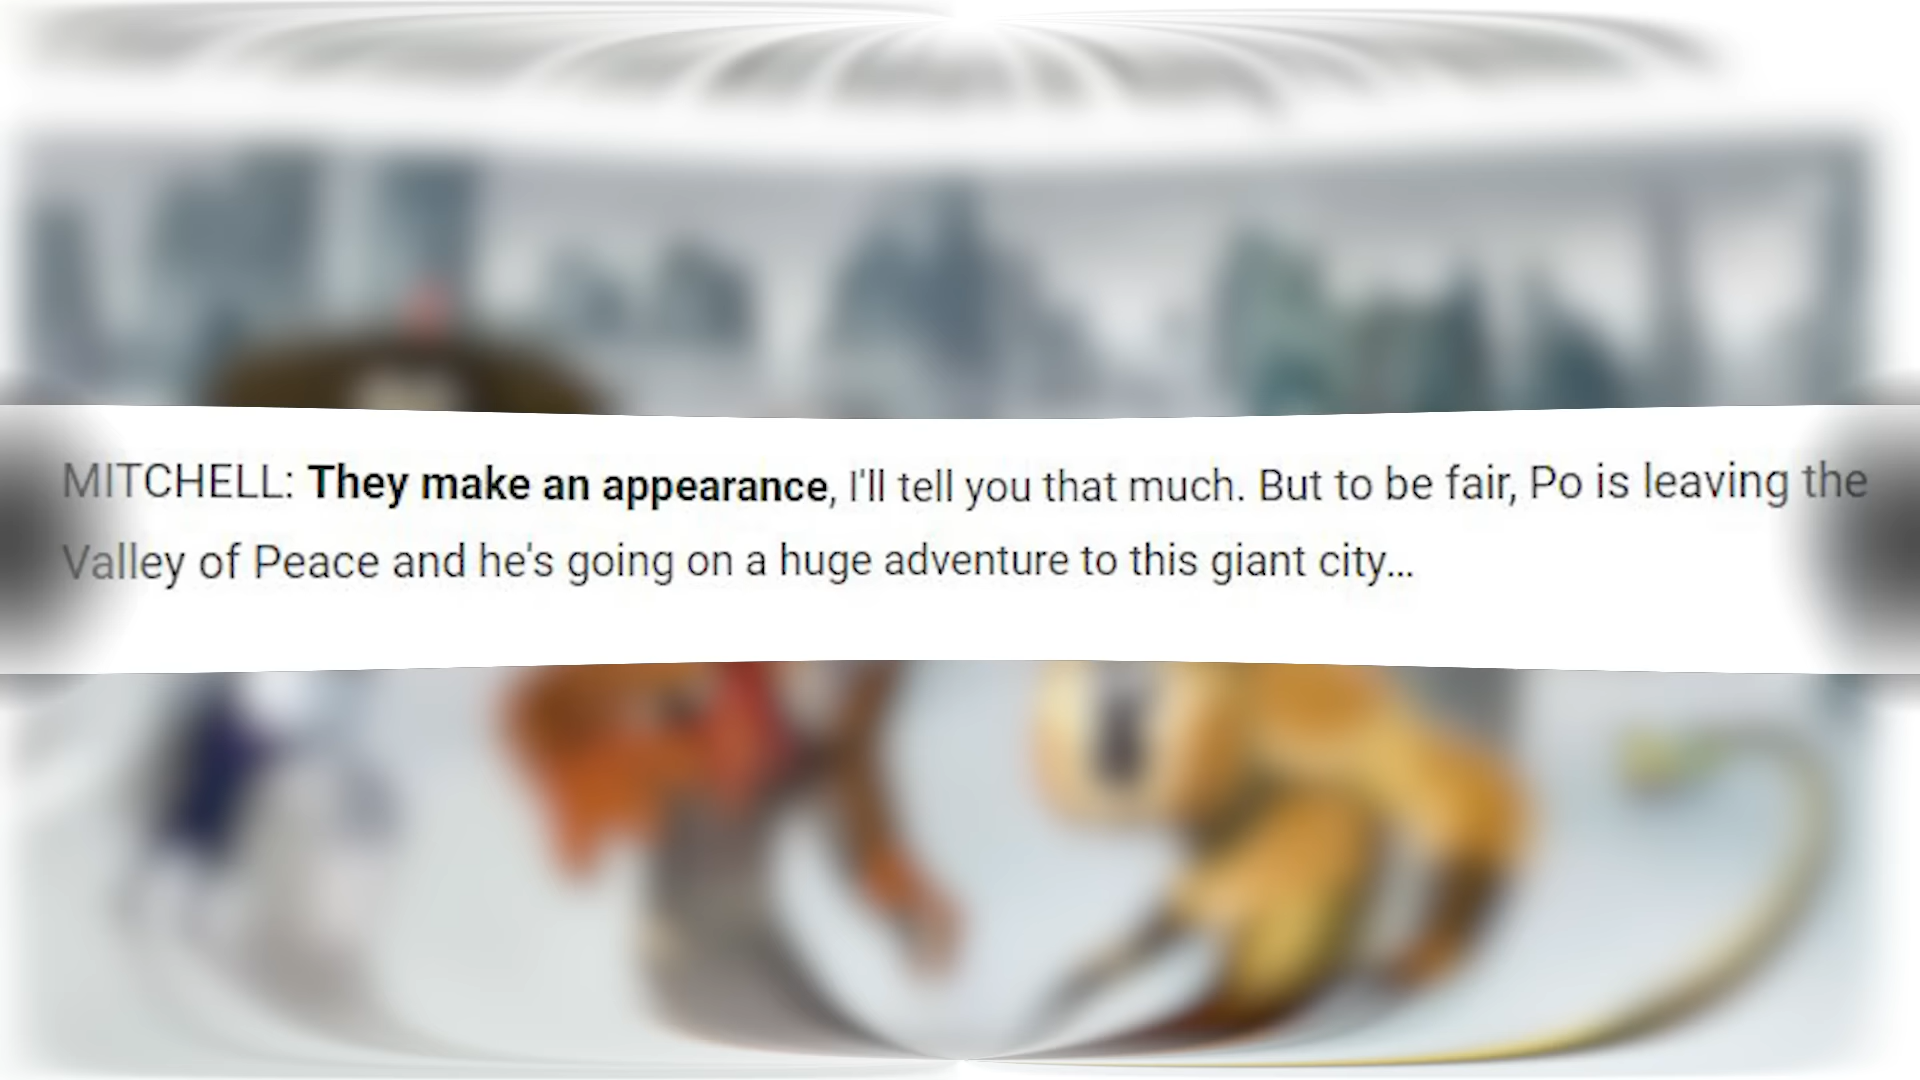 MITCHELL: They make an appearance, I'll tell you that much. But to be fair, Po is leaving the
Valley of Peace and he's going on a huge adventure to this giant city...